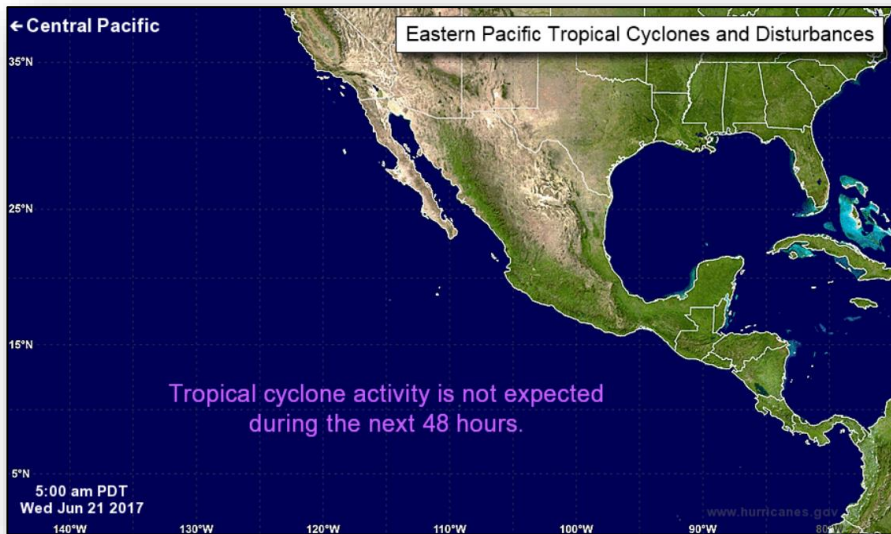 ← Central Pacific
Eastern Pacific Tropical Cyclones and Disturbances
35°N
25°N
15°N
Tropical cyclone activity is not expected
during the next 48 hours.
5°N
5:00 am PDT
Wed Jun 21 2017
www.hurricanes.gov
140°W 130°W 120°W 110°W 100°W 90°W 80°W